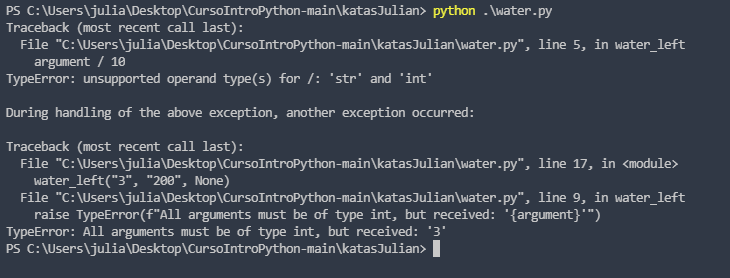 PS C:\Users\julia\Desktop\CursoIntroPython-main\katasJulian> python .\water.py
Traceback (most recent call last):
  File "C:\Users\julia\Desktop\CursoIntroPython-main\katasJulian\water.py", line 5, in water_left
    argument / 10
TypeError: unsupported operand type(s) for /: 'str' and 'int'

During handling of the above exception, another exception occurred:

Traceback (most recent call last):
  File "C:\Users\julia\Desktop\CursoIntroPython-main\katasJulian\water.py", line 17, in <module>
    water_left("3", "200", None)
  File "C:\Users\julia\Desktop\CursoIntroPython-main\katasJulian\water.py", line 9, in water_left
    raise TypeError(f"All arguments must be of type int, but received: '{argument}'")
TypeError: All arguments must be of type int, but received: '3'
PS C:\Users\julia\Desktop\CursoIntroPython-main\katasJulian>